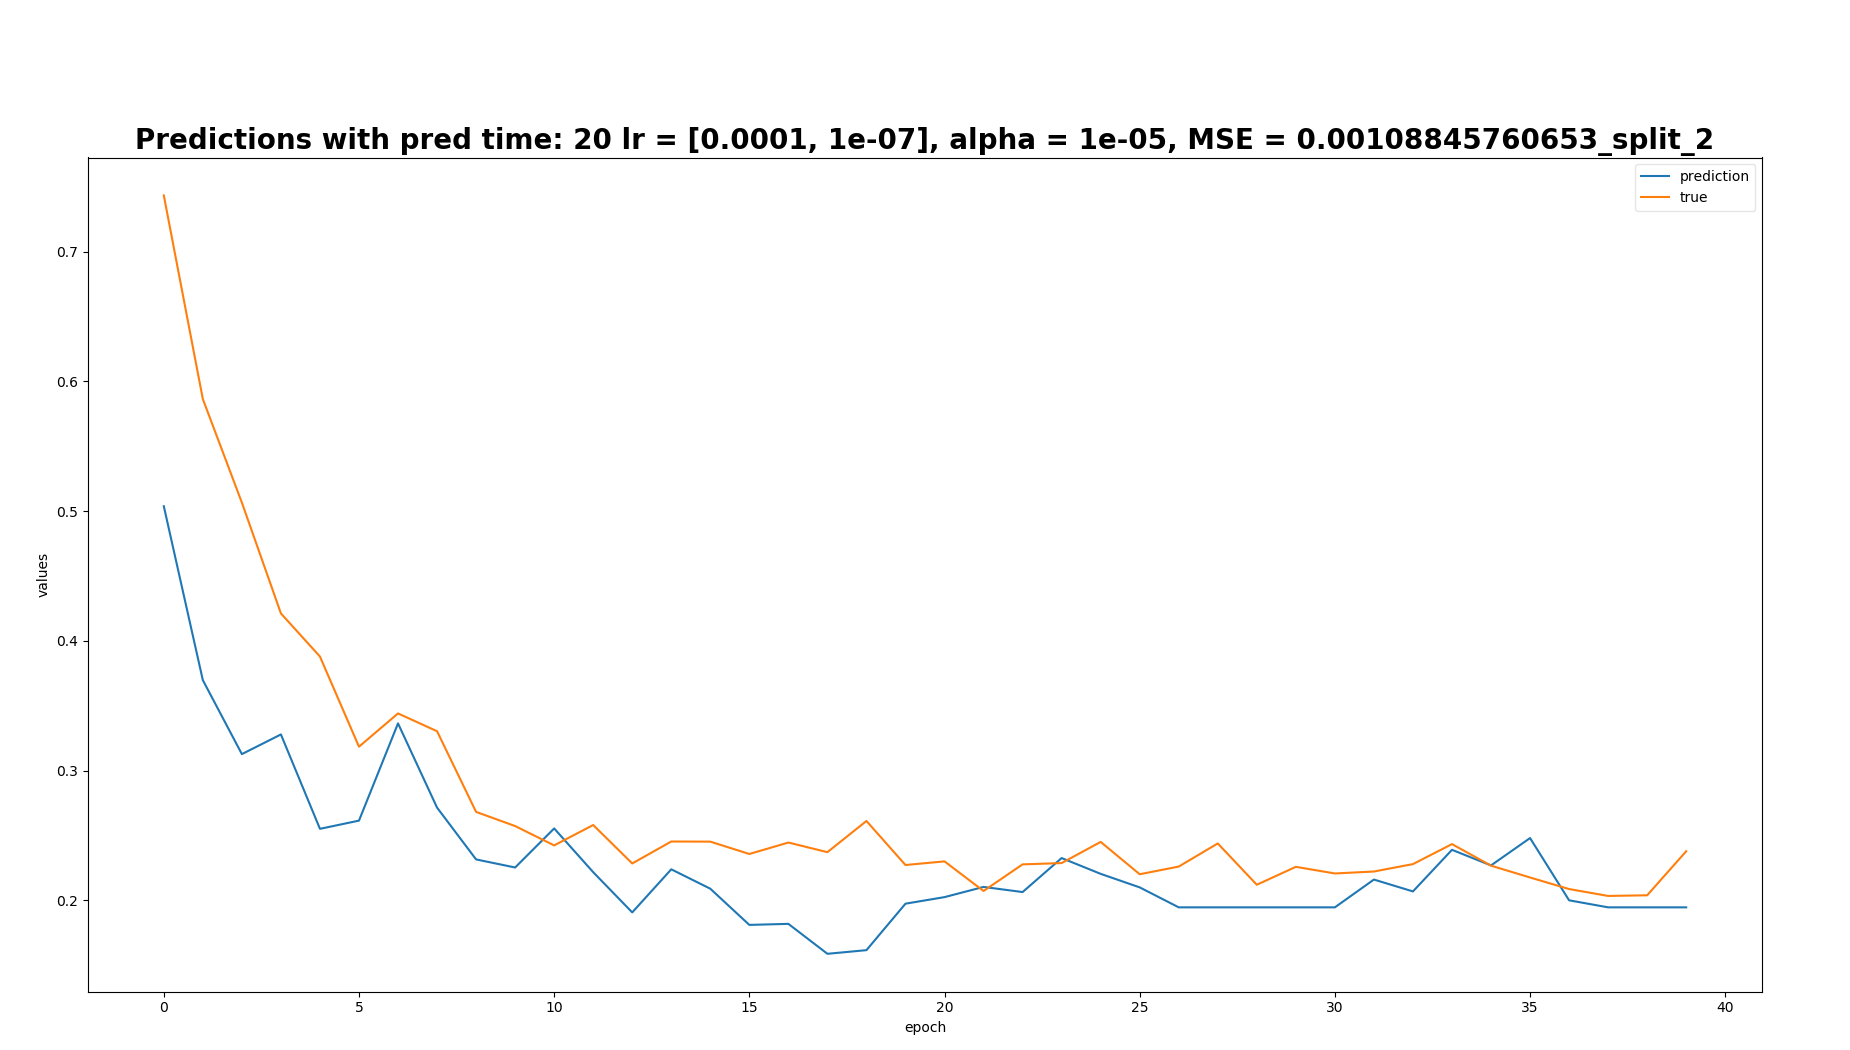 Predictions with pred time: 20 lr = [0.0001, 1e-07], alpha = 1e-05, MSE = 0.00108845760653_split_2
prediction
true
0.7
0.6
0.5
0.4
0.3
0.2
values
0 5 10 15 20 25 30 35 40
epoch